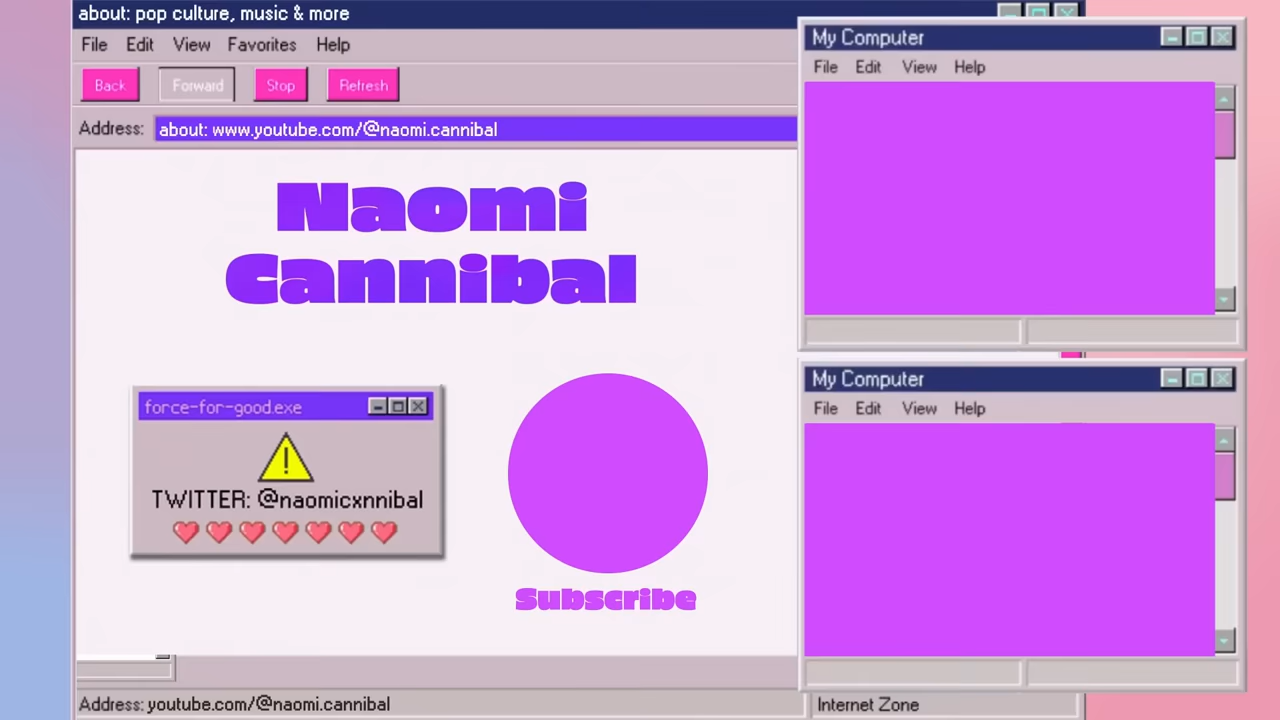 about: pop culture, music & more
File Edit View Favorites Help
Back Forward Stop Refresh
Address: about: www.youtube.com/@naomi.cannibal
Naomi
Cannibal
force-for-good.exe
!
TWITTER: @naomicxnnibal
Subscribe
Address: youtube.com/@naomi.cannibal
Internet Zone
My Computer
File Edit View Help
My Computer
File Edit View Help